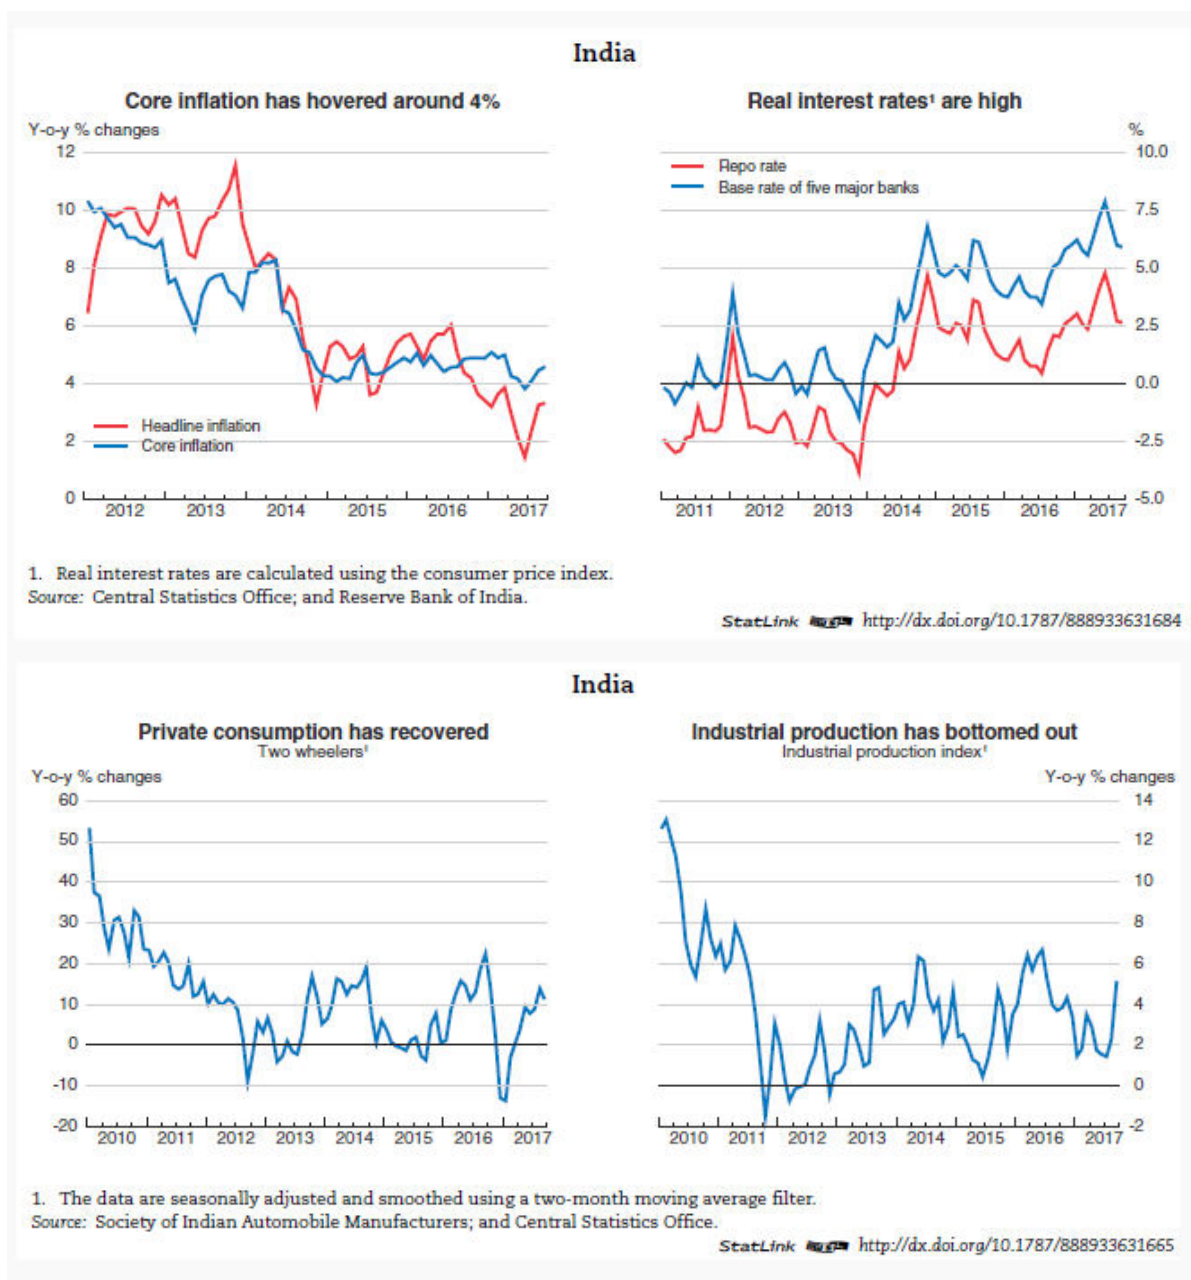 India
Core inflation has hovered around 4%
Y-o-y % changes
12
10
8
6
4
2
0
Headline inflation
Core inflation
2012 2013 2014 2015 2016 2017
Real interest rates¹ are high
%
10.0
7.5
5.0
2.5
0.0
-2.5
-5.0
Repo rate
Base rate of five major banks
2011 2012 2013 2014 2015 2016 2017
1. Real interest rates are calculated using the consumer price index.
Source: Central Statistics Office; and Reserve Bank of India.
StatLink http://dx.doi.org/10.1787/888933631684
India
Private consumption has recovered
Two wheelers¹
Y-o-y % changes
60
50
40
30
20
10
0
-10
-20
2010 2011 2012 2013 2014 2015 2016 2017
Industrial production has bottomed out
Industrial production index¹
Y-o-y % changes
14
12
10
8
6
4
2
0
-2
2010 2011 2012 2013 2014 2015 2016 2017
1. The data are seasonally adjusted and smoothed using a two-month moving average filter.
Source: Society of Indian Automobile Manufacturers; and Central Statistics Office.
StatLink http://dx.doi.org/10.1787/888933631665